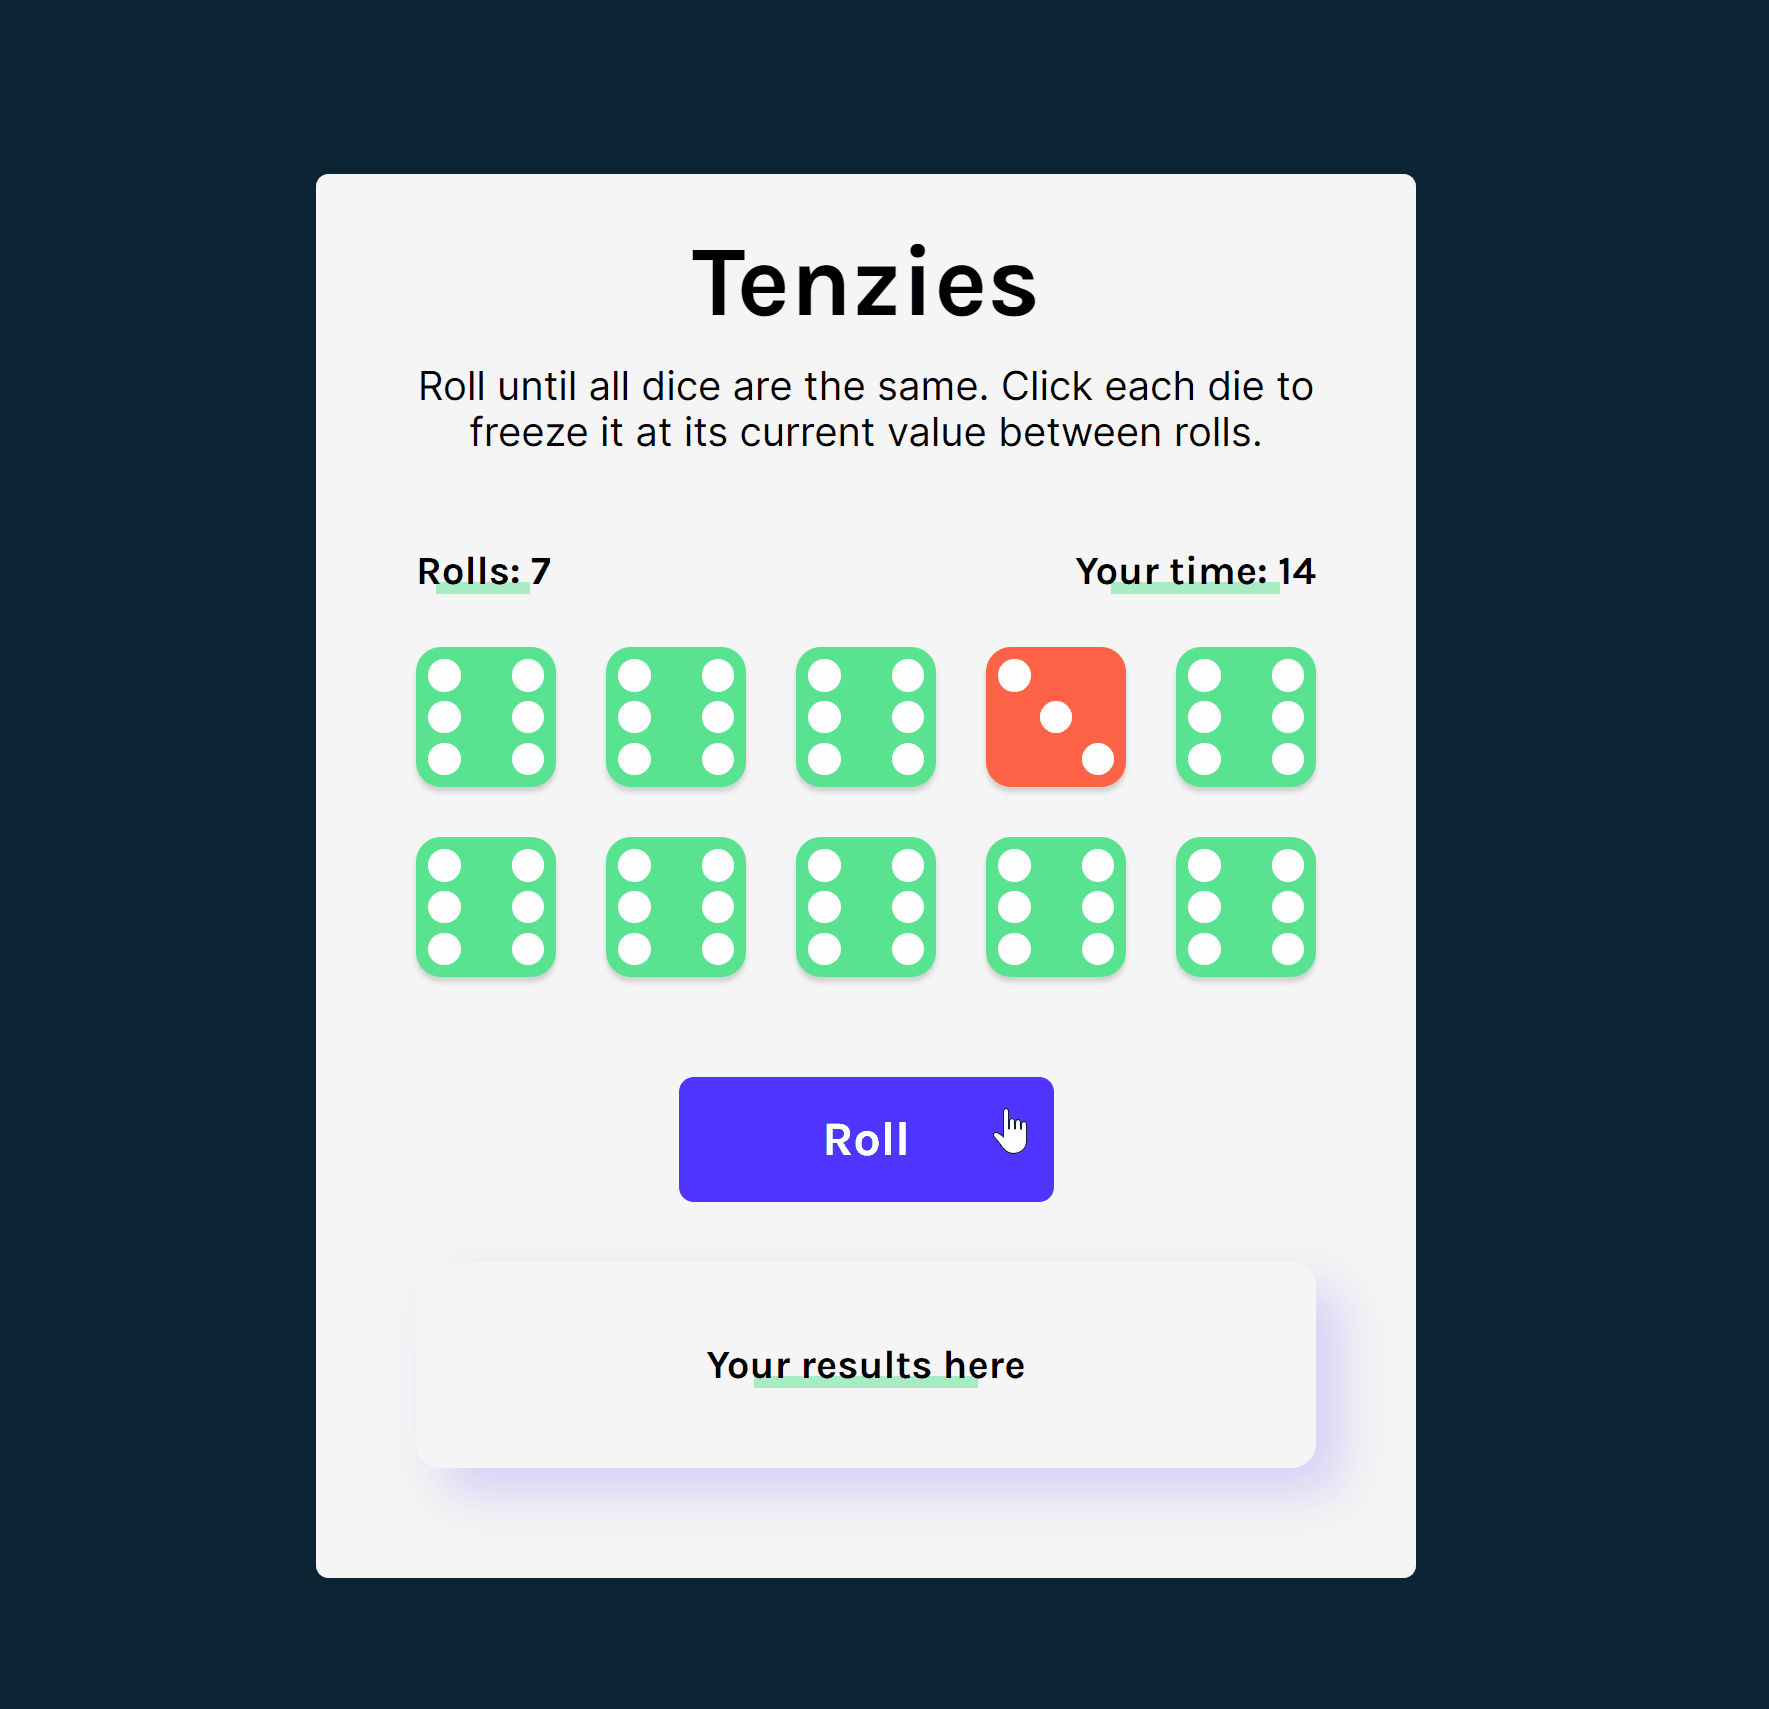 Tenzies
Roll until all dice are the same. Click each die to
freeze it at its current value between rolls.
Rolls: 7
Your time: 14
Roll
Your results here